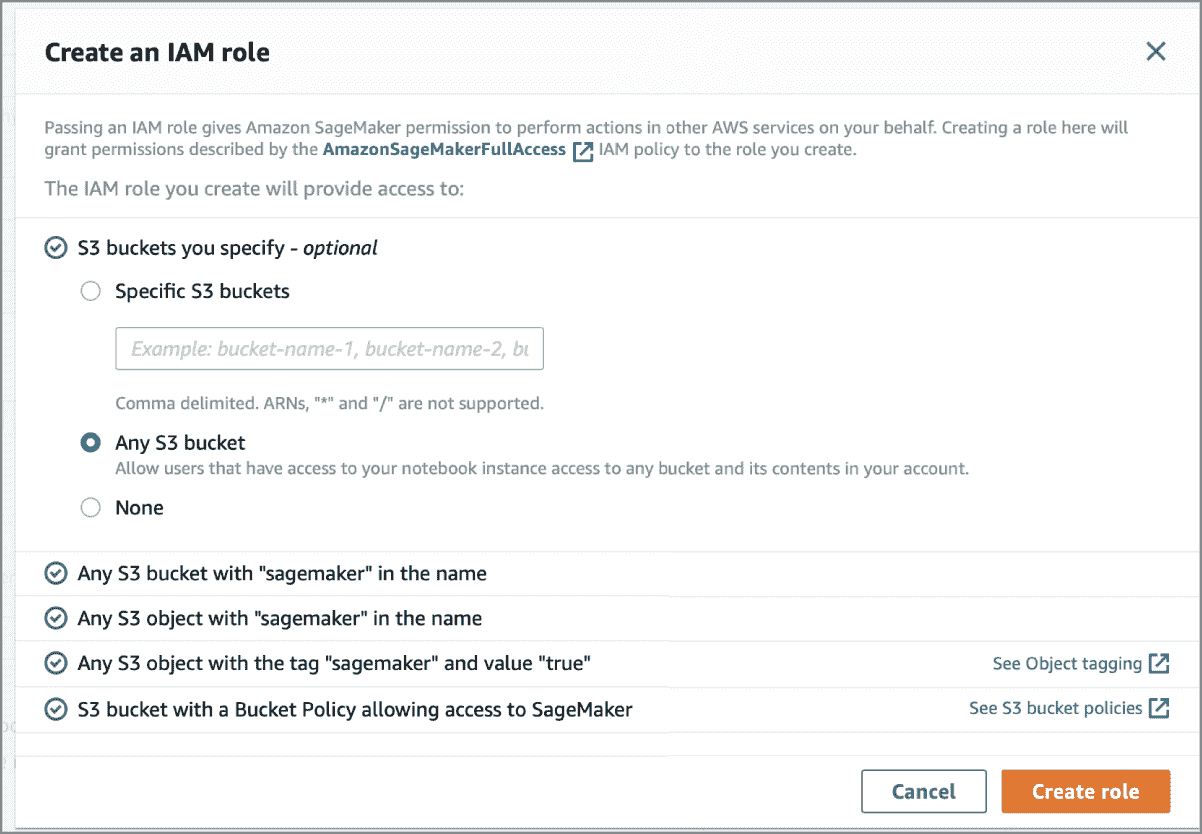 Create an IAM role
Passing an IAM role gives Amazon SageMaker permission to perform actions in other AWS services on your behalf. Creating a role here will
grant permissions described by the AmazonSageMakerFullAccess IAM policy to the role you create.
The IAM role you create will provide access to:
S3 buckets you specify - optional
Specific S3 buckets
Example: bucket-name-1, bucket-name-2, bu
Comma delimited. ARNs, "*" and "/" are not supported.
Any S3 bucket
Allow users that have access to your notebook instance access to any bucket and its contents in your account.
None
Any S3 bucket with "sagemaker" in the name
Any S3 object with "sagemaker" in the name
Any S3 object with the tag "sagemaker" and value "true" See Object tagging
S3 bucket with a Bucket Policy allowing access to SageMaker See S3 bucket policies
Cancel Create role